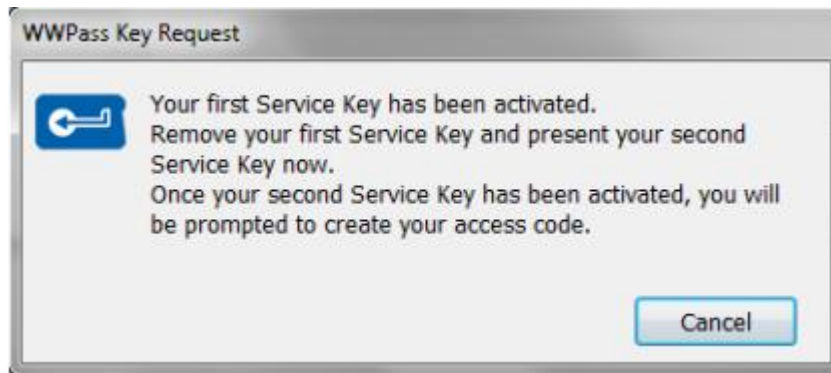 WWPass Key Request
Your first Service Key has been activated.
Remove your first Service Key and present your second
Service Key now.
Once your second Service Key has been activated, you will
be prompted to create your access code.
Cancel